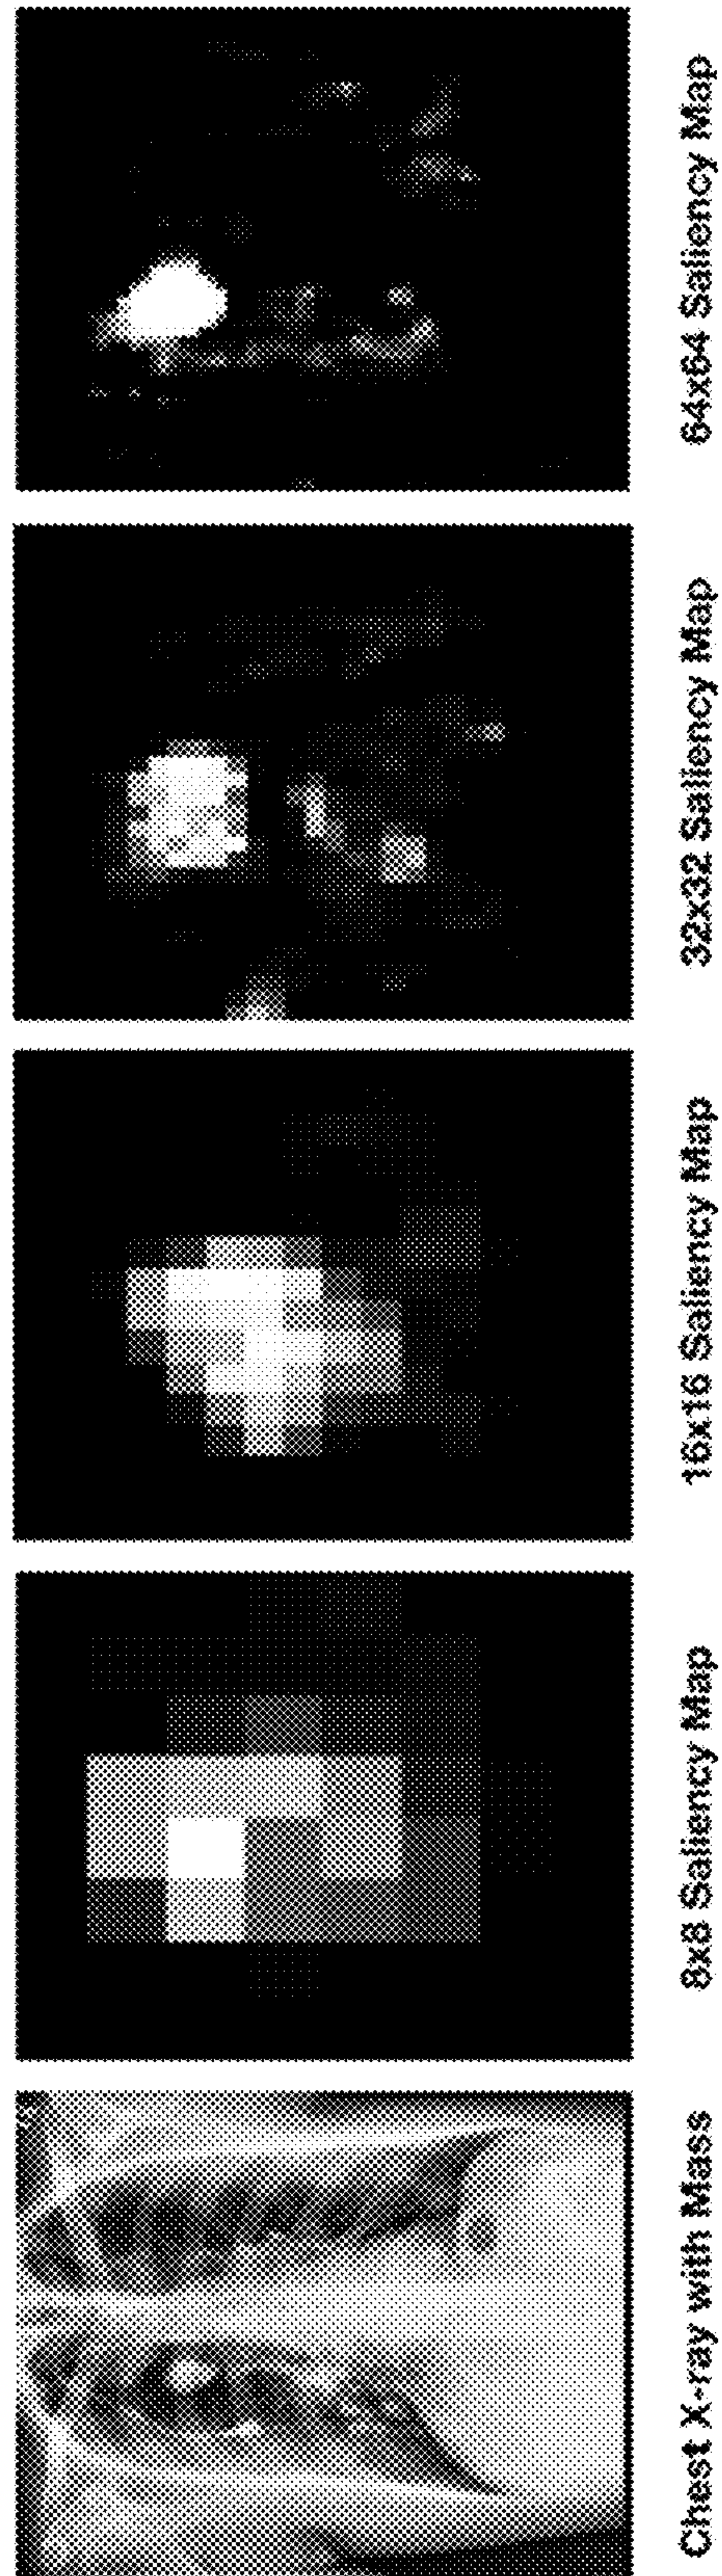 Chest X-ray with Mass
8x8 Saliency Map
16x16 Saliency Map
32x32 Saliency Map
64x64 Saliency Map